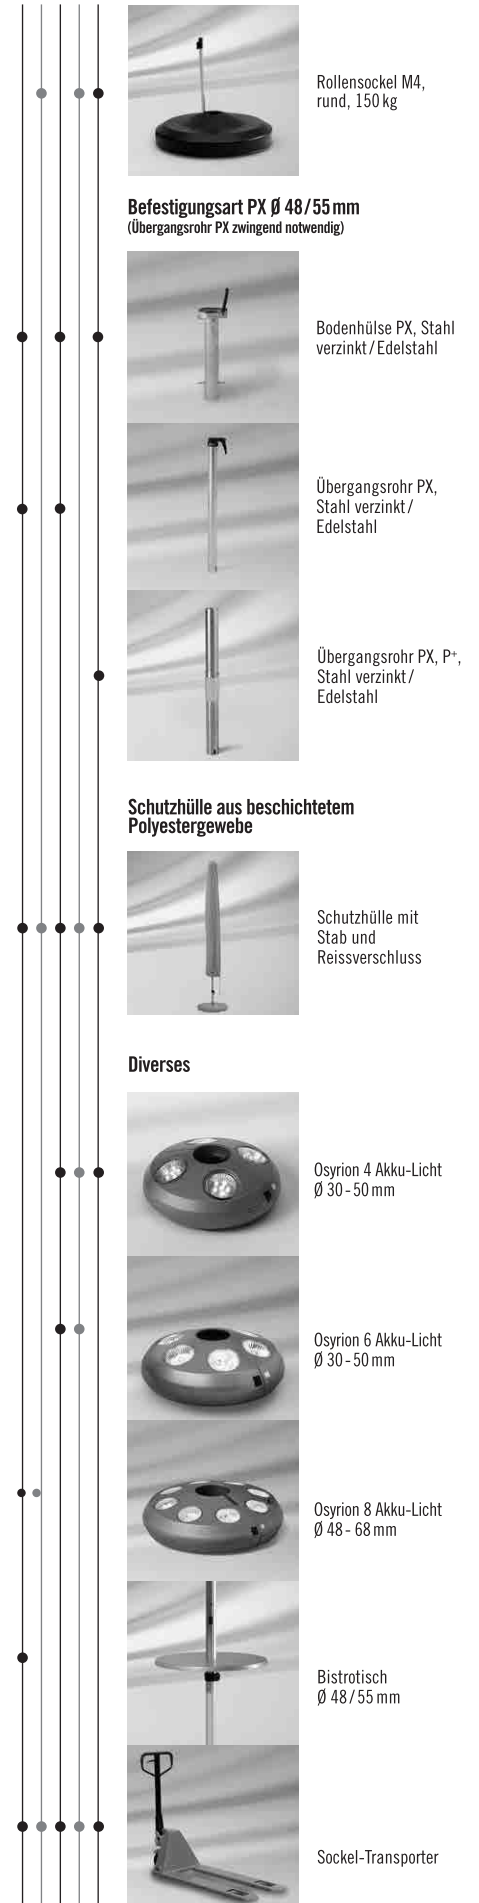 Rollensockel M4,
rund, 150 kg
Befestigungsart PX Ø 48/55 mm
(Übergangsrohr PX zwingend notwendig)
Bodenhülse PX, Stahl
verzinkt/Edelstahl
Übergangsrohr PX,
Stahl verzinkt/
Edelstahl
Übergangsrohr PX, P⁺,
Stahl verzinkt/
Edelstahl
Schutzhülle aus beschichtetem
Polyestergewebe
Schutzhülle mit
Stab und
Reissverschluss
Diverses
Osyrion 4 Akku-Licht
Ø 30-50 mm
Osyrion 6 Akku-Licht
Ø 30-50 mm
Osyrion 8 Akku-Licht
Ø 48-68 mm
Bistrotisch
Ø 48/55 mm
Sockel-Transporter